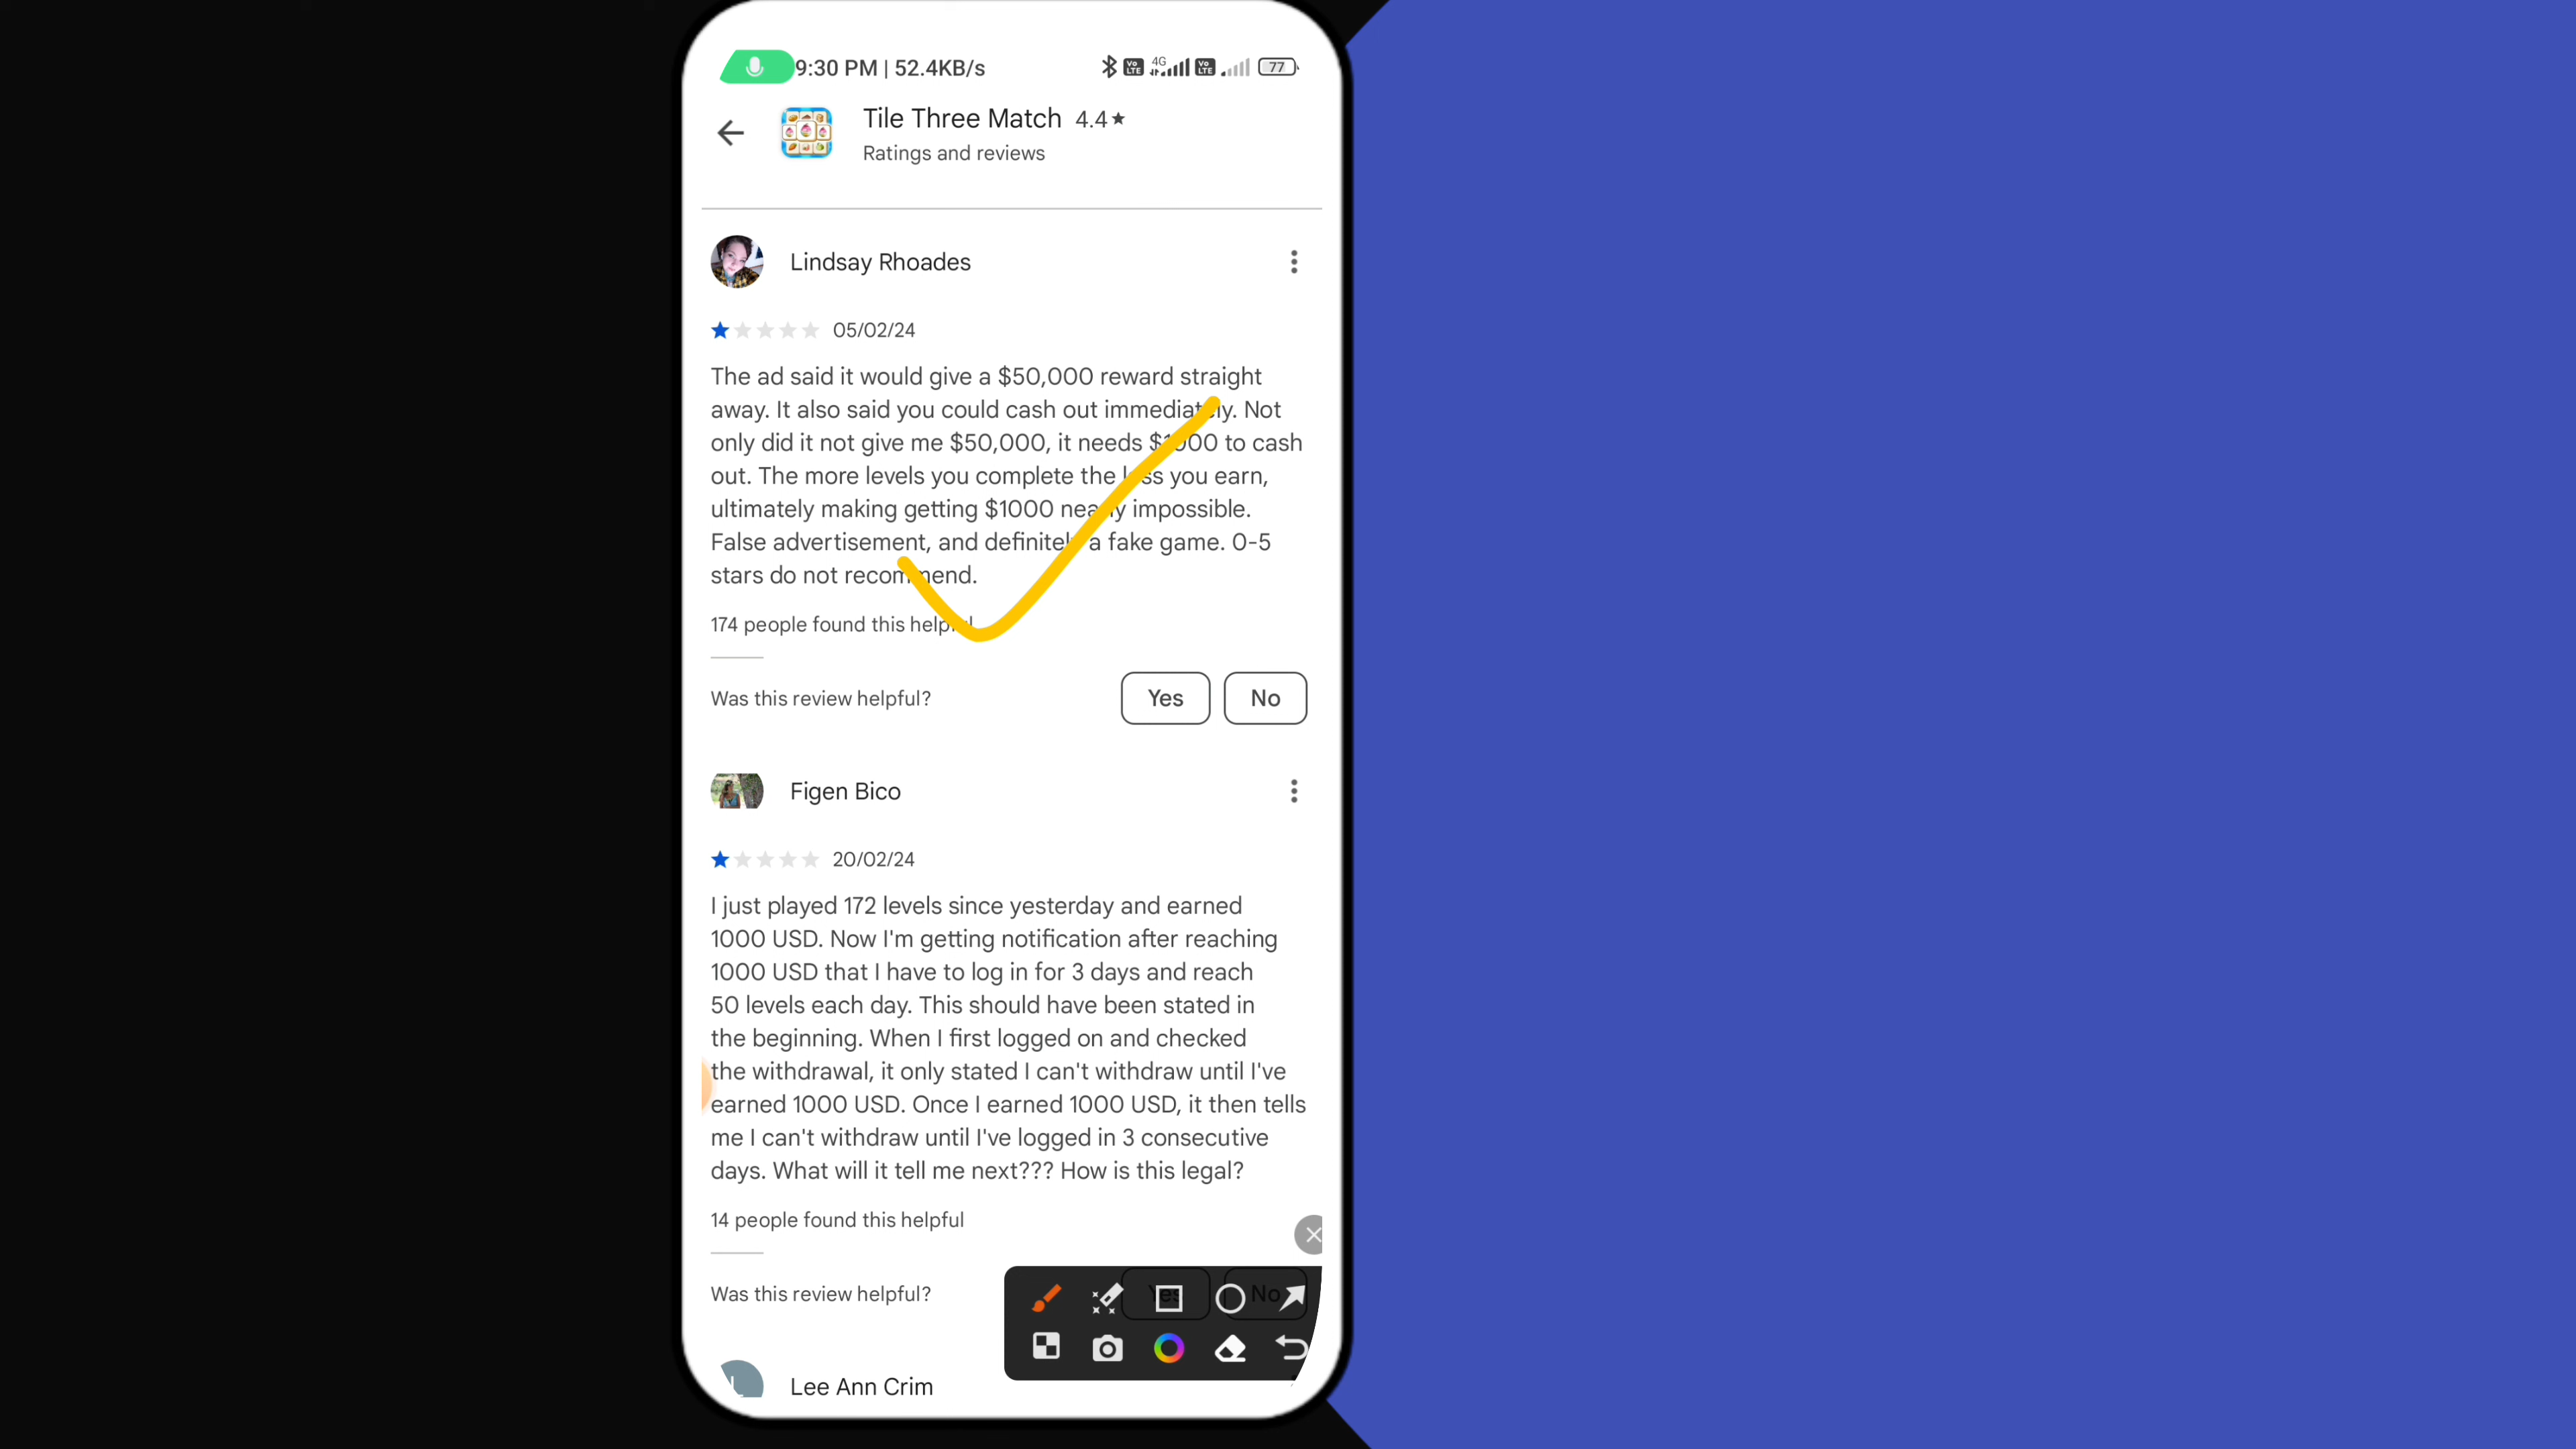 9:30 PM | 52.4KB/s
Vo LTE 4G Vo LTE 77
Tile Three Match 4.4★
Ratings and reviews
Lindsay Rhoades
05/02/24
The ad said it would give a $50,000 reward straight
away. It also said you could cash out immediately. Not
only did it not give me $50,000, it needs $1000 to cash
out. The more levels you complete the less you earn,
ultimately making getting $1000 nearly impossible.
False advertisement, and definitely a fake game. 0-5
stars do not recommend.
174 people found this helpful
Was this review helpful?
Yes No
Figen Bico
20/02/24
I just played 172 levels since yesterday and earned
1000 USD. Now I'm getting notification after reaching
1000 USD that I have to log in for 3 days and reach
50 levels each day. This should have been stated in
the beginning. When I first logged on and checked
the withdrawal, it only stated I can't withdraw until I've
earned 1000 USD. Once I earned 1000 USD, it then tells
me I can't withdraw until I've logged in 3 consecutive
days. What will it tell me next??? How is this legal?
14 people found this helpful
Was this review helpful?
Yes No
L
Lee Ann Crim